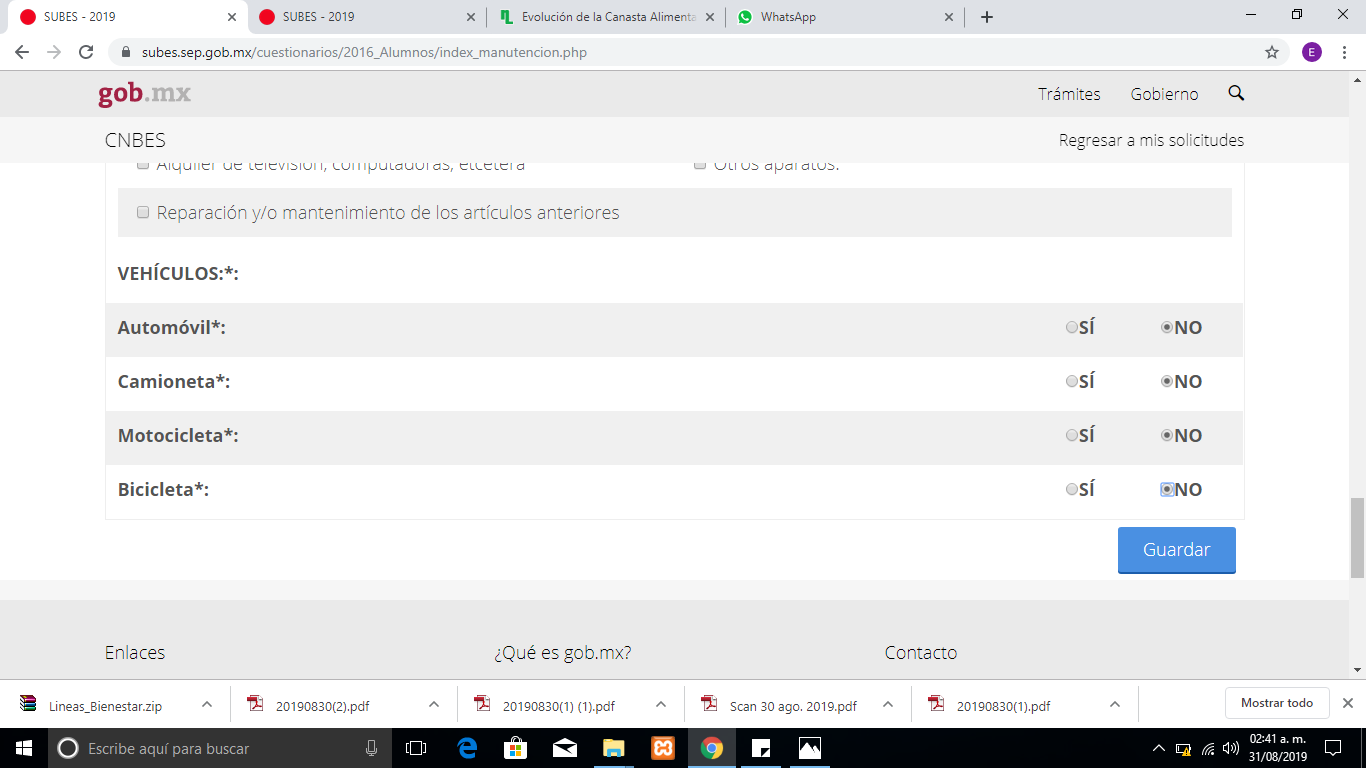 SUBES - 2019
SUBES - 2019
Evolución de la Canasta Alimenta
WhatsApp
subes.sep.gob.mx/cuestionarios/2016_Alumnos/index_manutencion.php
E
gob.mx
Trámites
Gobierno
CNBES
Regresar a mis solicitudes
Alquiler de televisión, computadoras, etcétera
Otros aparatos.
Reparación y/o mantenimiento de los artículos anteriores
VEHÍCULOS:*:
Automóvil*:
SÍ
NO
Camioneta*:
SÍ
NO
Motocicleta*:
SÍ
NO
Bicicleta*:
SÍ
NO
Guardar
Enlaces
¿Qué es gob.mx?
Contacto
Lineas_Bienestar.zip
20190830(2).pdf
20190830(1) (1).pdf
Scan 30 ago. 2019.pdf
20190830(1).pdf
Mostrar todo
Escribe aquí para buscar
02:41 a. m.
31/08/2019